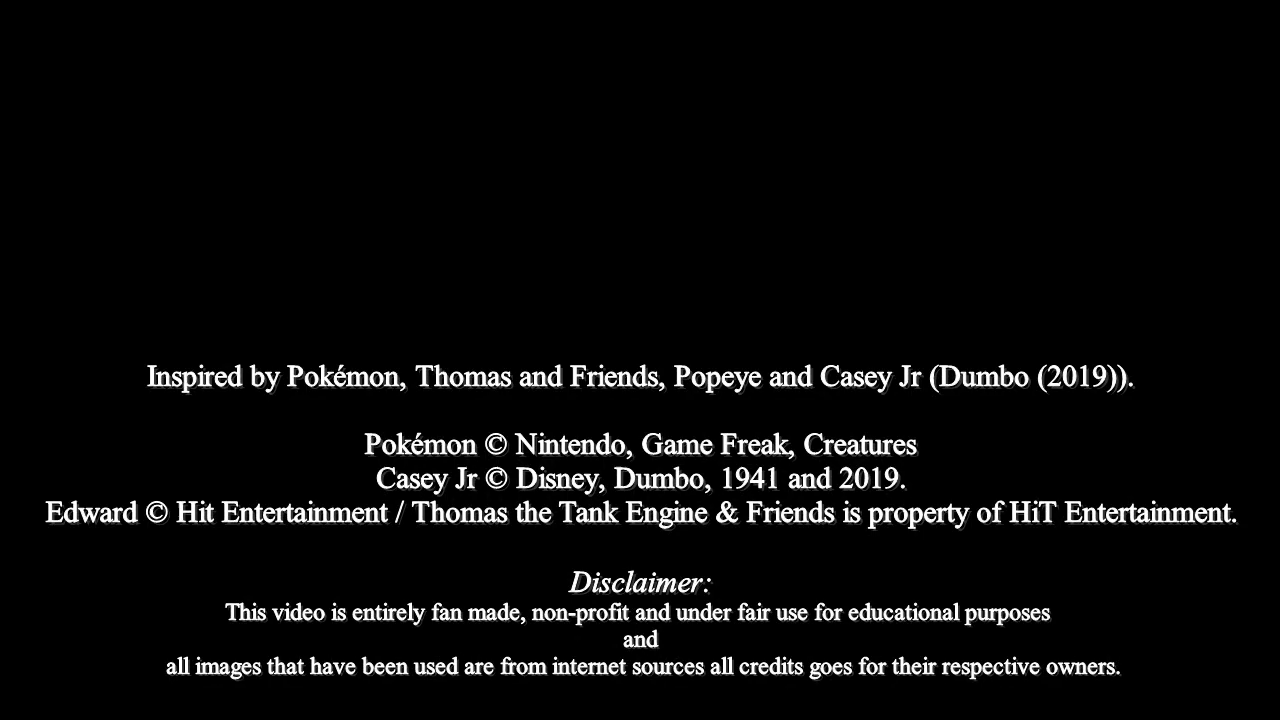 Inspired by Pokémon, Thomas and Friends, Popeye and Casey Jr (Dumbo (2019)).
Pokémon © Nintendo, Game Freak, Creatures
Casey Jr © Disney, Dumbo, 1941 and 2019.
Edward © Hit Entertainment / Thomas the Tank Engine & Friends is property of HiT Entertainment.
Disclaimer:
This video is entirely fan made, non-profit and under fair use for educational purposes
and
all images that have been used are from internet sources all credits goes for their respective owners.